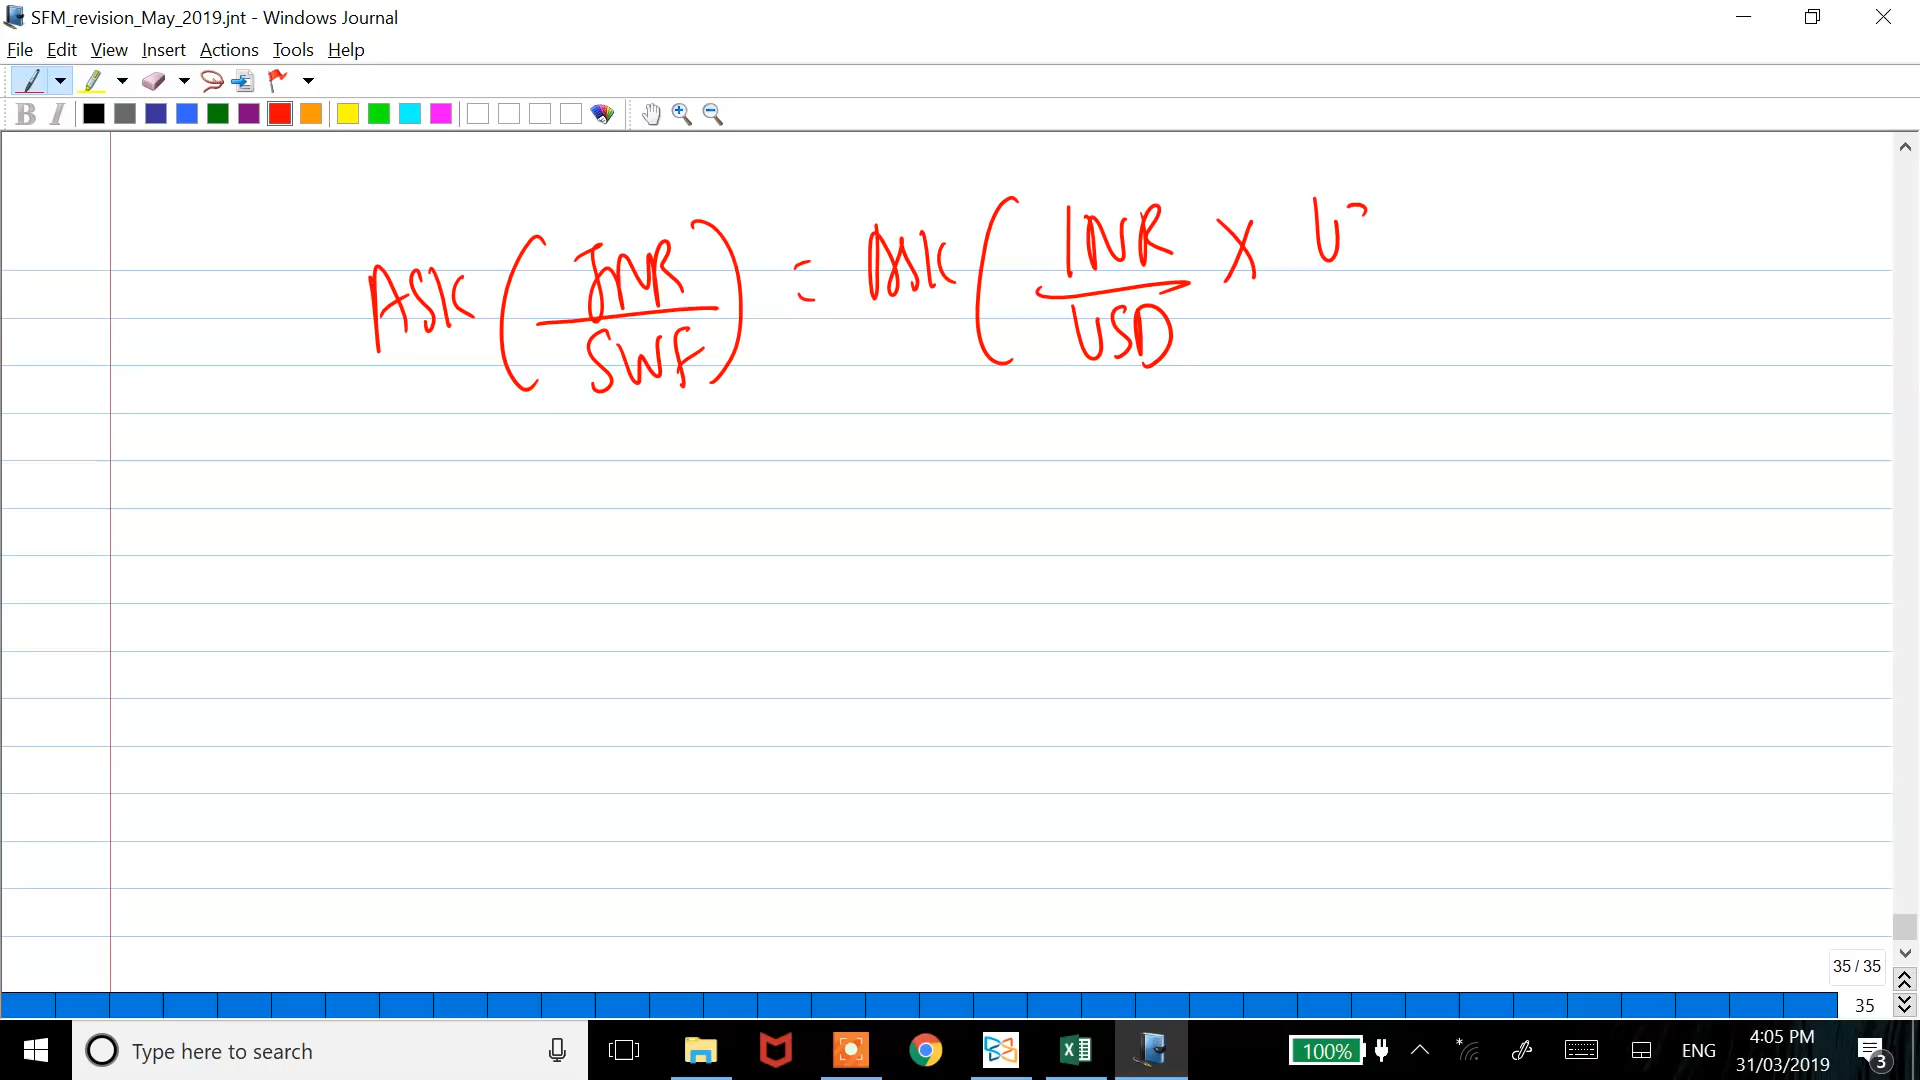 SFM_revision_May_2019.jnt - Windows Journal
File Edit View Insert Actions Tools Help
B I
ASK ( INR / SWF ) = ASK ( INR / USD X U
35 / 35
35
Type here to search
100%
ENG
4:05 PM
31/03/2019
3